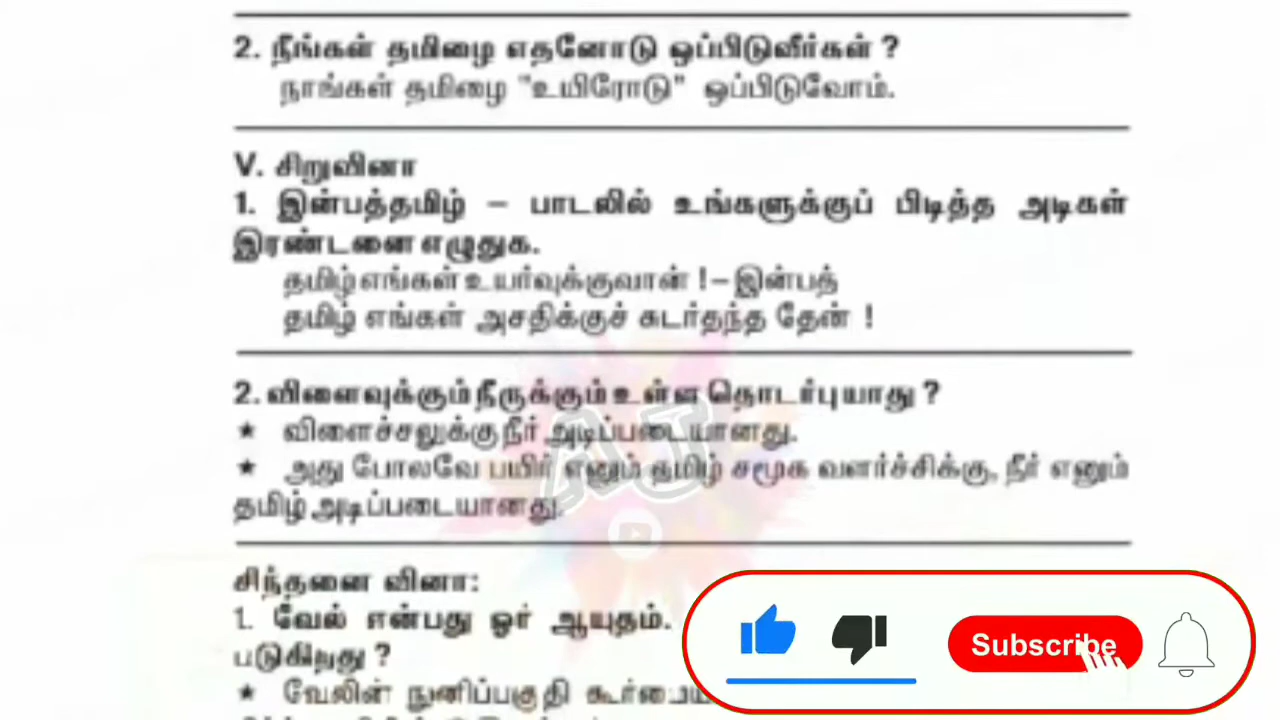 2. நீங்கள் தமிழை எதனோடு ஒப்பிடுவீர்கள் ?
நாங்கள் தமிழை "உயிரோடு" ஒப்பிடுவோம்.
V. சிறுவினா
1. இன்பத்தமிழ் – பாடலில் உங்களுக்குப் பிடித்த அடிகள்
இரண்டனை எழுதுக.
தமிழ் எங்கள் உயர்வுக்குவான் ! – இன்பத்
தமிழ் எங்கள் அசதிக்குச் சுடர்தந்த தேன் !
2. விளைவுக்கும் நீருக்கும் உள்ள தொடர்பு யாது ?
★ விளைச்சலுக்கு நீர் அடிப்படையானது.
★ அது போலவே பயிர் எனும் தமிழ் சமூக வளர்ச்சிக்கு, நீர் எனும்
தமிழ் அடிப்படையானது.
சிந்தனை வினா:
1. வேல் என்பது ஓர் ஆயுதம்.
படுகிறது ?
★ வேலின் நுனிப்பகுதி
Subscribe